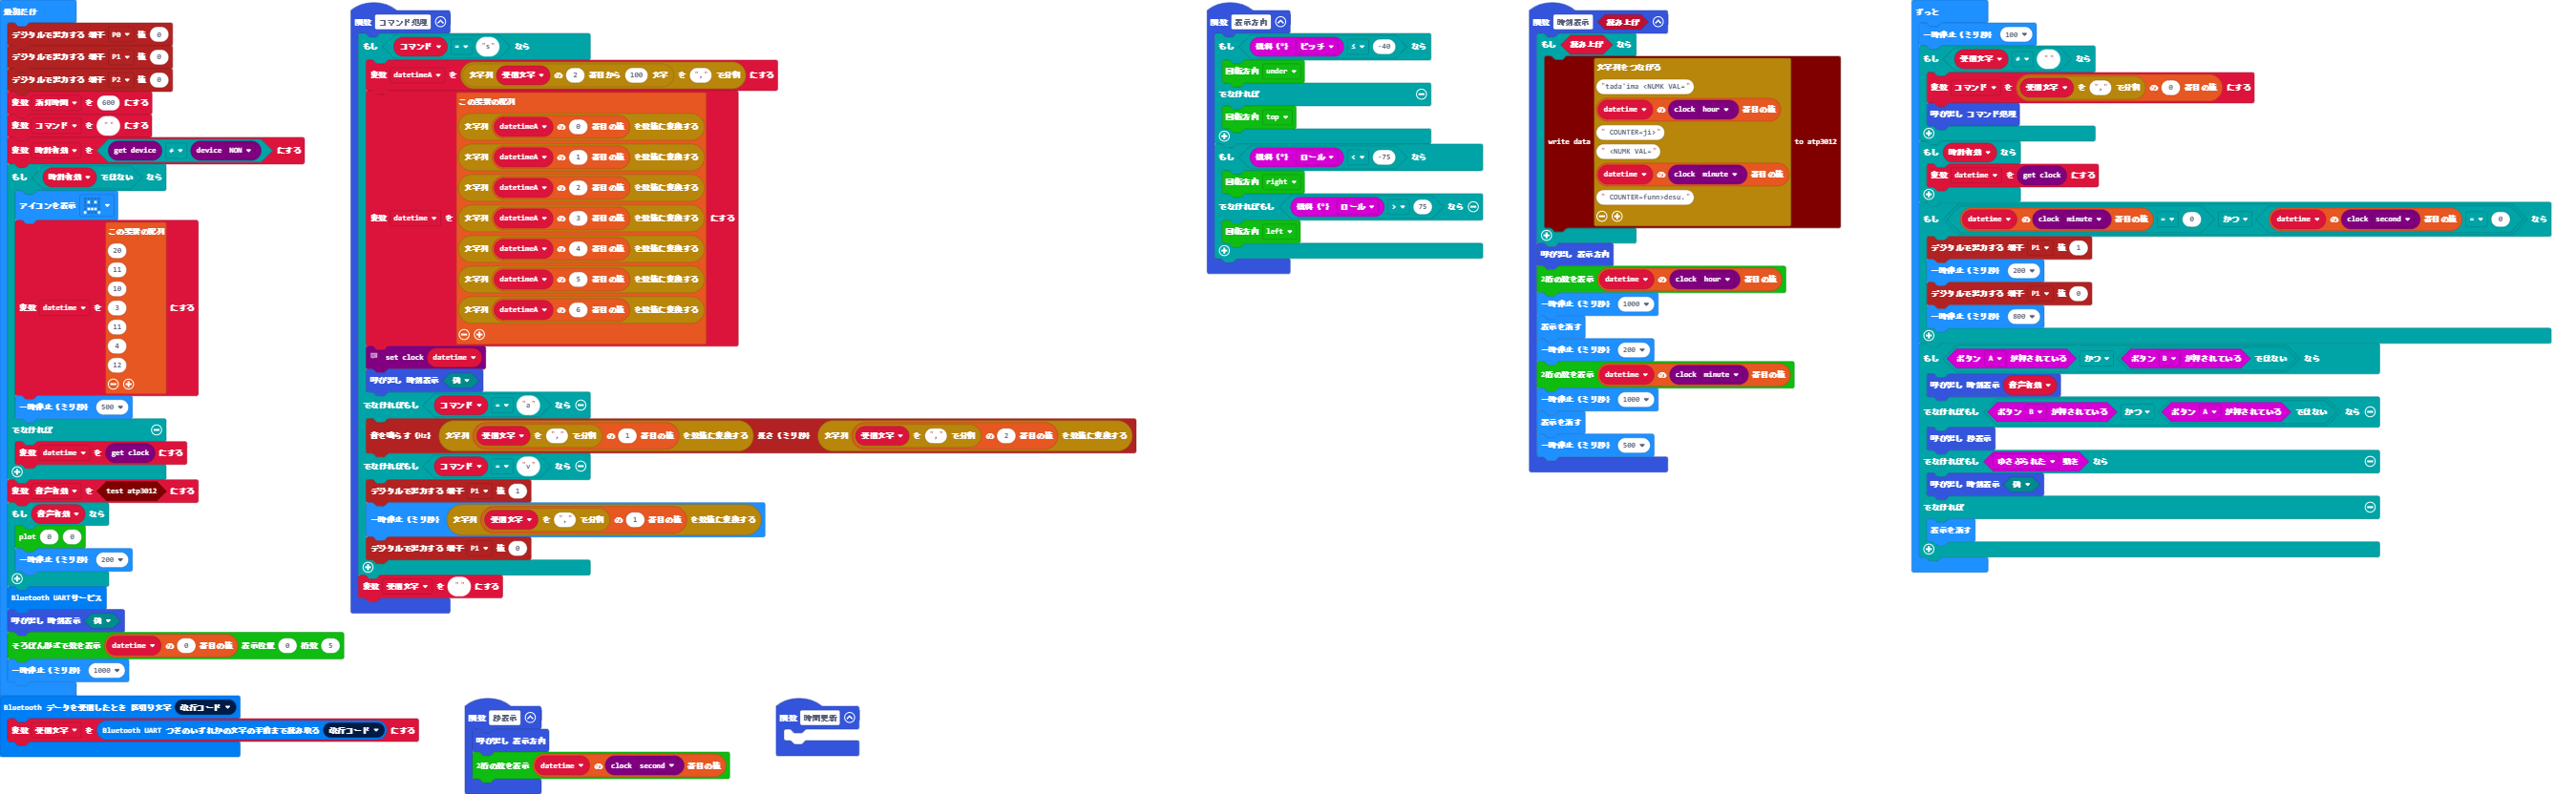 最初だけ
デジタルで出力する 端子 P0 値 0
デジタルで出力する 端子 P1 値 0
デジタルで出力する 端子 P2 値 0
変数 消灯時間 を 600 にする
変数 コマンド を "" にする
変数 時計有効 を get device ≠ device NON にする
もし 時計有効 ではない なら
アイコンを表示
変数 datetime を この要素の配列 にする
20
11
10
3
11
4
12
一時停止 (ミリ秒) 500
でなければ
変数 datetime を get clock にする
変数 音声有効 を test atp3012 にする
もし 音声有効 なら
plot 0 0
一時停止 (ミリ秒) 200
Bluetooth UARTサービス
呼び出し 時刻表示 偽
そろばん形式で数を表示 datetime の 0 番目の値 表示位置 0 桁数 5
一時停止 (ミリ秒) 1000
Bluetooth データを受信したとき 区切り文字 改行コード
変数 受信文字 を Bluetooth UART つぎのいずれかの文字の手前まで読み取る 改行コード にする
関数 コマンド処理
もし コマンド = "s" なら
変数 datetimeA を 文字列 受信文字 の 2 番目から 100 文字 を "," で分割 にする
変数 datetime を この要素の配列 にする
文字列 datetimeA の 0 番目の値 を数値に変換する
文字列 datetimeA の 1 番目の値 を数値に変換する
文字列 datetimeA の 2 番目の値 を数値に変換する
文字列 datetimeA の 3 番目の値 を数値に変換する
文字列 datetimeA の 4 番目の値 を数値に変換する
文字列 datetimeA の 5 番目の値 を数値に変換する
文字列 datetimeA の 6 番目の値 を数値に変換する
set clock datetime
呼び出し 時刻表示 偽
でなければもし コマンド = "a" なら
音を鳴らす (Hz) 文字列 受信文字 を "," で分割 の 1 番目の値 を数値に変換する 長さ (ミリ秒) 文字列 受信文字 を "," で分割 の 2 番目の値 を数値に変換する
でなければもし コマンド = "v" なら
デジタルで出力する 端子 P1 値 1
一時停止 (ミリ秒) 文字列 受信文字 を "," で分割 の 1 番目の値 を数値に変換する
デジタルで出力する 端子 P1 値 0
変数 受信文字 を "" にする
関数 秒表示
呼び出し 表示方向
2桁の数を表示 datetime の clock second 番目の値
関数 時間更新
関数 表示方向
もし 傾斜 (°) ピッチ ≤ -40 なら
回転方向 under
でなければ
回転方向 top
もし 傾斜 (°) ロール < -75 なら
回転方向 right
でなければもし 傾斜 (°) ロール > 75 なら
回転方向 left
関数 時刻表示 読み上げ
もし 読み上げ なら
write data 文字列をつなげる to atp3012
"tada'ima <NUMK VAL="
datetime の clock hour 番目の値
" COUNTER=ji>"
" <NUMK VAL="
datetime の clock minute 番目の値
" COUNTER=funn>desu."
呼び出し 表示方向
2桁の数を表示 datetime の clock hour 番目の値
一時停止 (ミリ秒) 1000
表示を消す
一時停止 (ミリ秒) 200
2桁の数を表示 datetime の clock minute 番目の値
一時停止 (ミリ秒) 1000
表示を消す
一時停止 (ミリ秒) 500
ずっと
一時停止 (ミリ秒) 100
もし 受信文字 ≠ "" なら
変数 コマンド を 受信文字 を "," で分割 の 0 番目の値 にする
呼び出し コマンド処理
もし 時計有効 なら
変数 datetime を get clock にする
もし datetime の clock minute 番目の値 = 0 かつ datetime の clock second 番目の値 = 0 なら
デジタルで出力する 端子 P1 値 1
一時停止 (ミリ秒) 200
デジタルで出力する 端子 P1 値 0
一時停止 (ミリ秒) 800
もし ボタン A が押されている かつ ボタン B が押されている ではない なら
呼び出し 時刻表示 音声有効
でなければもし ボタン B が押されている かつ ボタン A が押されている ではない なら
呼び出し 秒表示
でなければもし ゆさぶられた 動き なら
呼び出し 時刻表示 偽
でなければ
表示を消す